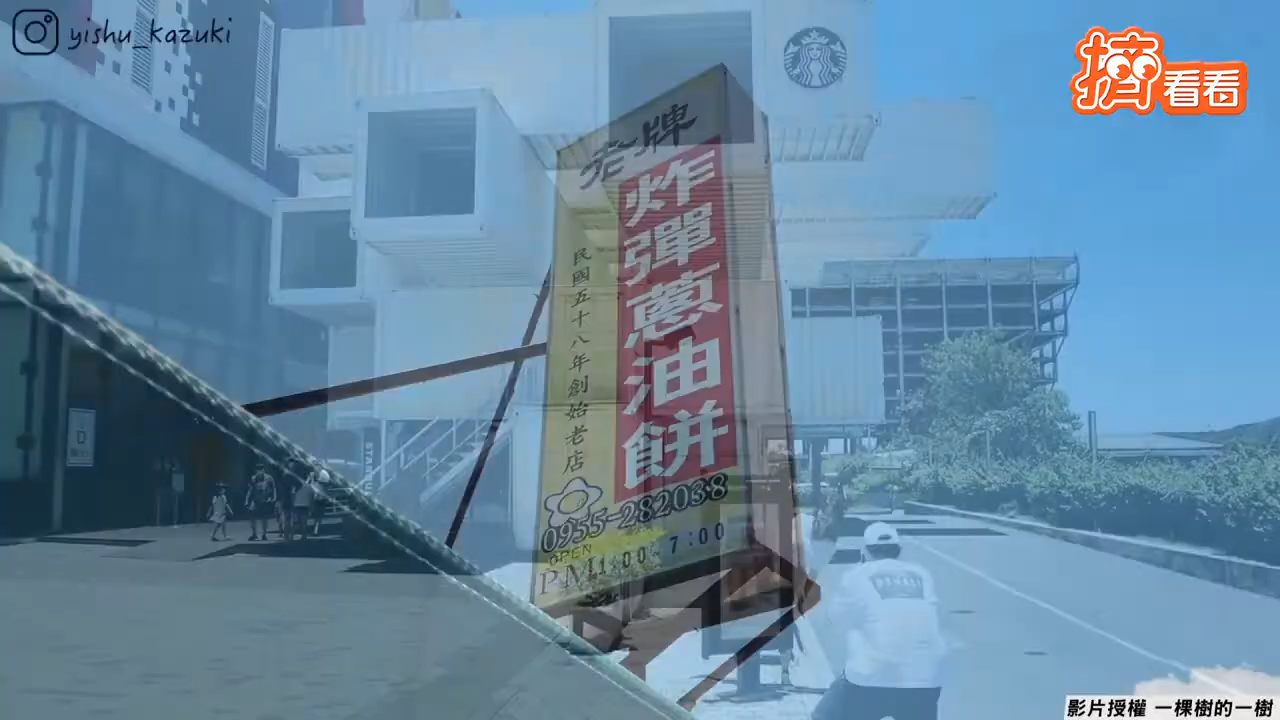 yishu_kazuki
擠看看
老牌
炸彈蔥油餅
民國五十八年創始老店
0955-282038
OPEN
PM1:00~7:00
D
影片授權 一棵樹的一樹